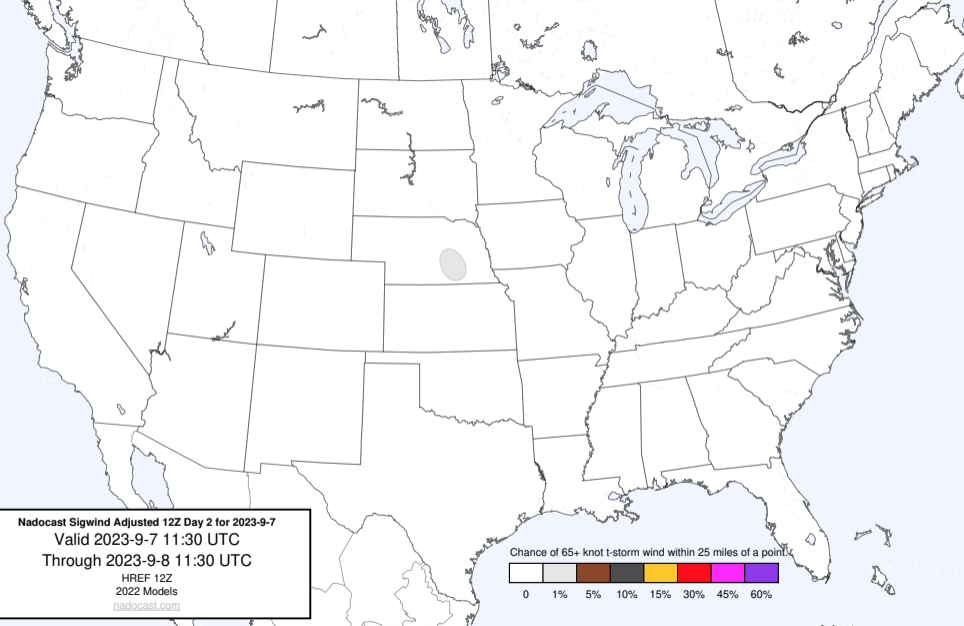 Nadocast Sigwind Adjusted 12Z Day 2 for 2023-9-7
Valid 2023-9-7 11:30 UTC
Through 2023-9-8 11:30 UTC
HREF 12Z
2022 Models
nadocast.com
Chance of 65+ knot t-storm wind within 25 miles of a point.
0 1% 5% 10% 15% 30% 45% 60%